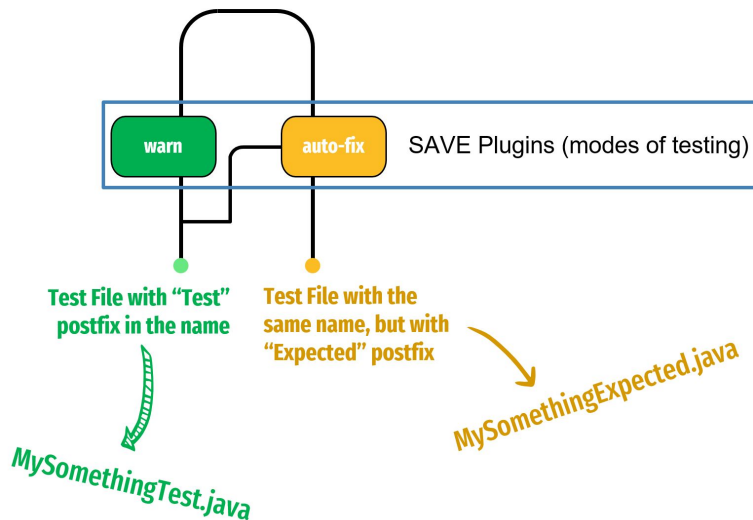 warn
auto-fix
SAVE Plugins (modes of testing)
Test File with “Test”
postfix in the name
Test File with the
same name, but with
“Expected” postfix
MySomethingTest.java
MySomethingExpected.java